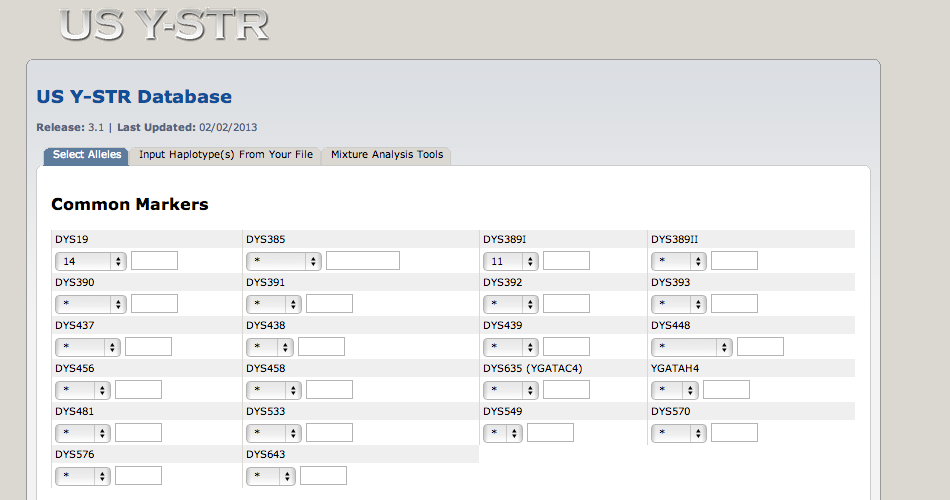 US Y-STR
US Y-STR Database
Release: 3.1 | Last Updated: 02/02/2013
Select Alleles Input Haplotype(s) From Your File Mixture Analysis Tools
Common Markers
DYS19 DYS385 DYS389I DYS389II
14 * 11 *
DYS390 DYS391 DYS392 DYS393
* * * *
DYS437 DYS438 DYS439 DYS448
* * * *
DYS456 DYS458 DYS635 (YGATAC4) YGATAH4
* * * *
DYS481 DYS533 DYS549 DYS570
* * * *
DYS576 DYS643
* *